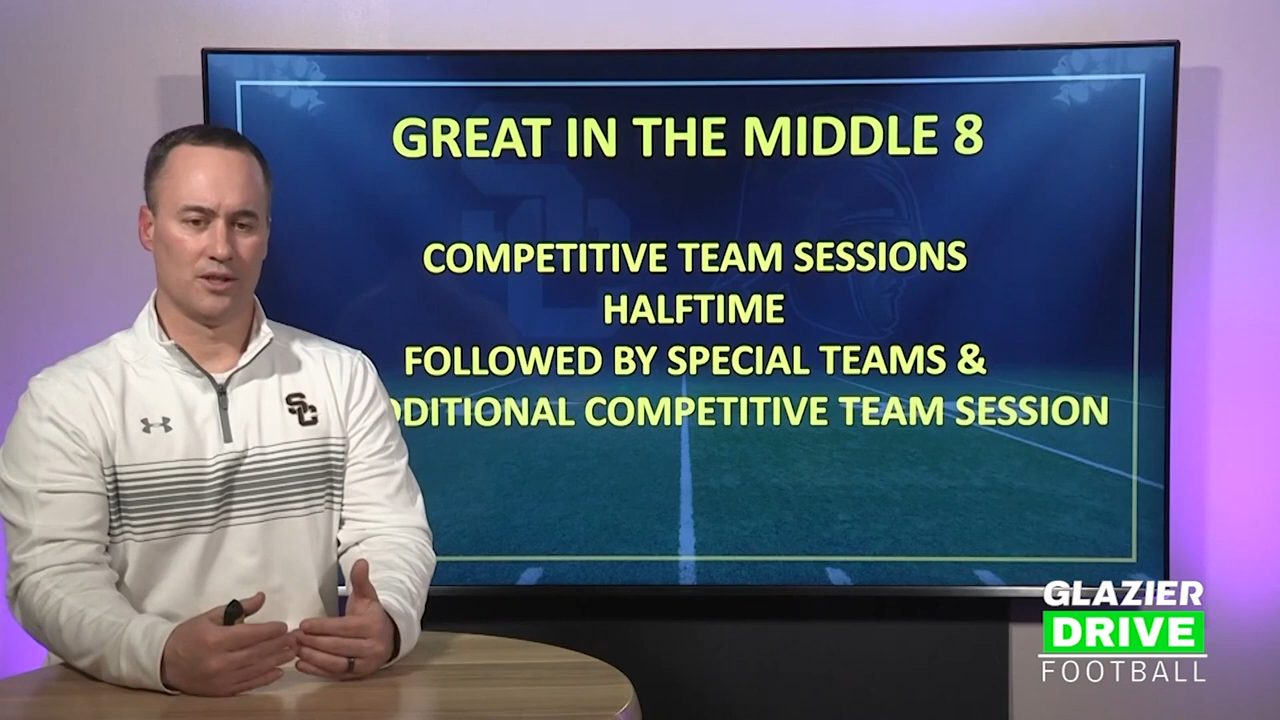 GREAT IN THE MIDDLE 8
COMPETITIVE TEAM SESSIONS
HALFTIME
FOLLOWED BY SPECIAL TEAMS &
DDITIONAL COMPETITIVE TEAM SESSION
SC
GLAZIER
DRIVE
FOOTBALL